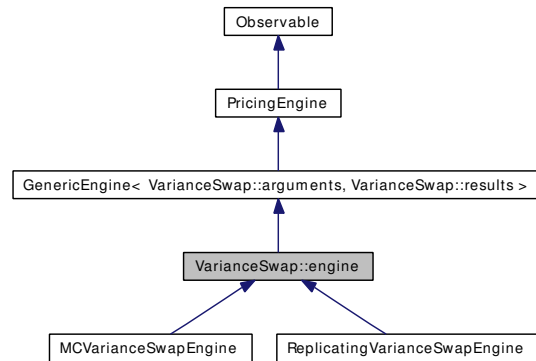 Observable
PricingEngine
GenericEngine< VarianceSwap::arguments, VarianceSwap::results >
VarianceSwap::engine
MCVarianceSwapEngine
ReplicatingVarianceSwapEngine